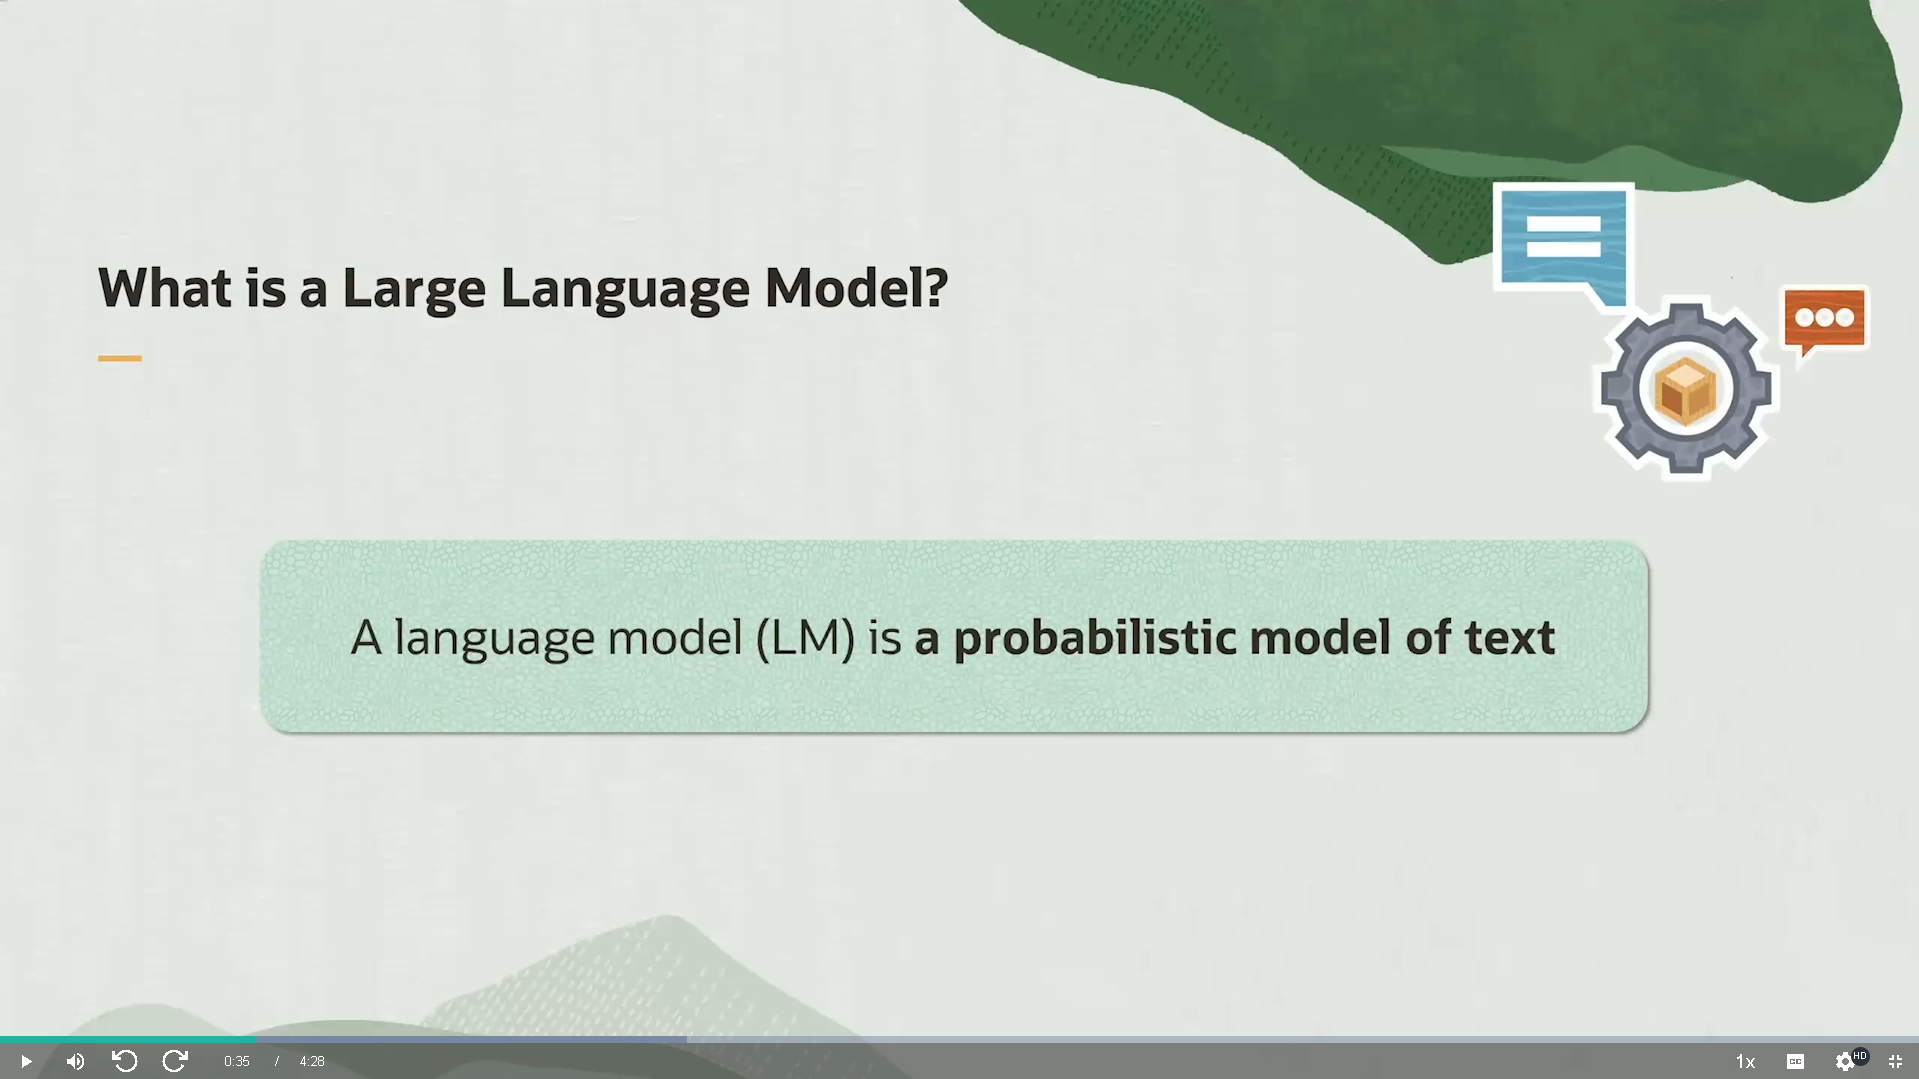 What is a Large Language Model?
A language model (LM) is a probabilistic model of text
0:35 / 4:28
1x
CC
HD